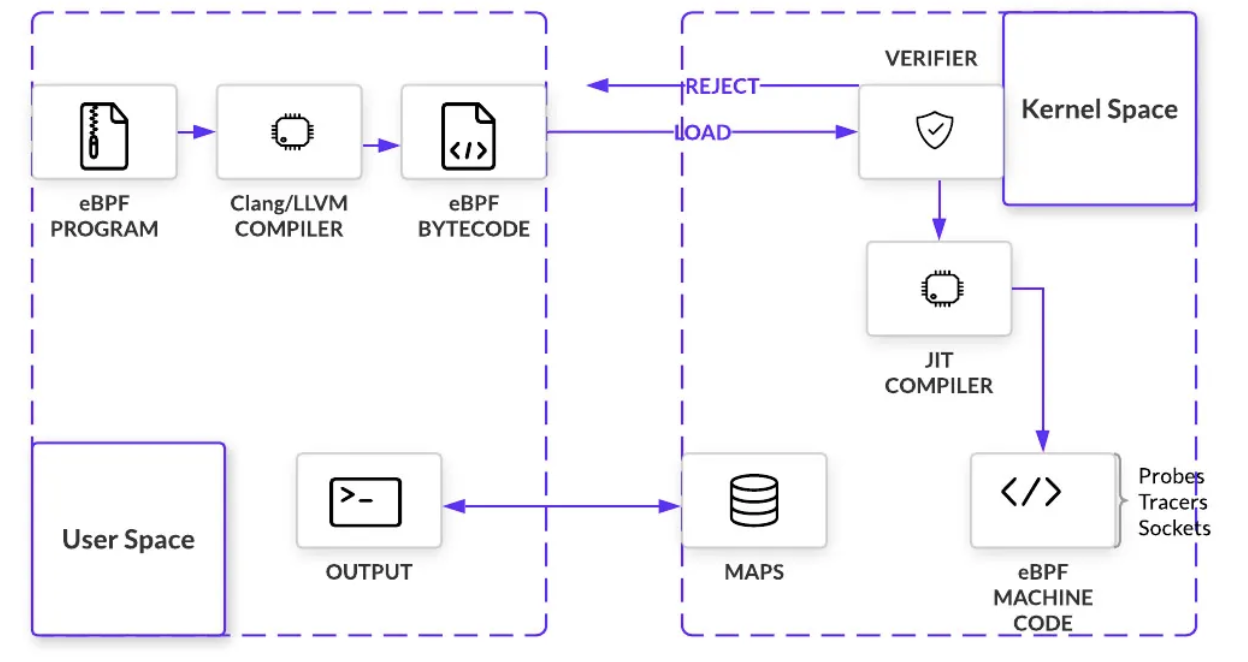 VERIFIER
REJECT
Kernel Space
LOAD
eBPF
PROGRAM
Clang/LLVM
COMPILER
eBPF
BYTECODE
JIT
COMPILER
User Space
>_
OUTPUT
MAPS
</>
Probes
Tracers
Sockets
eBPF
MACHINE
CODE